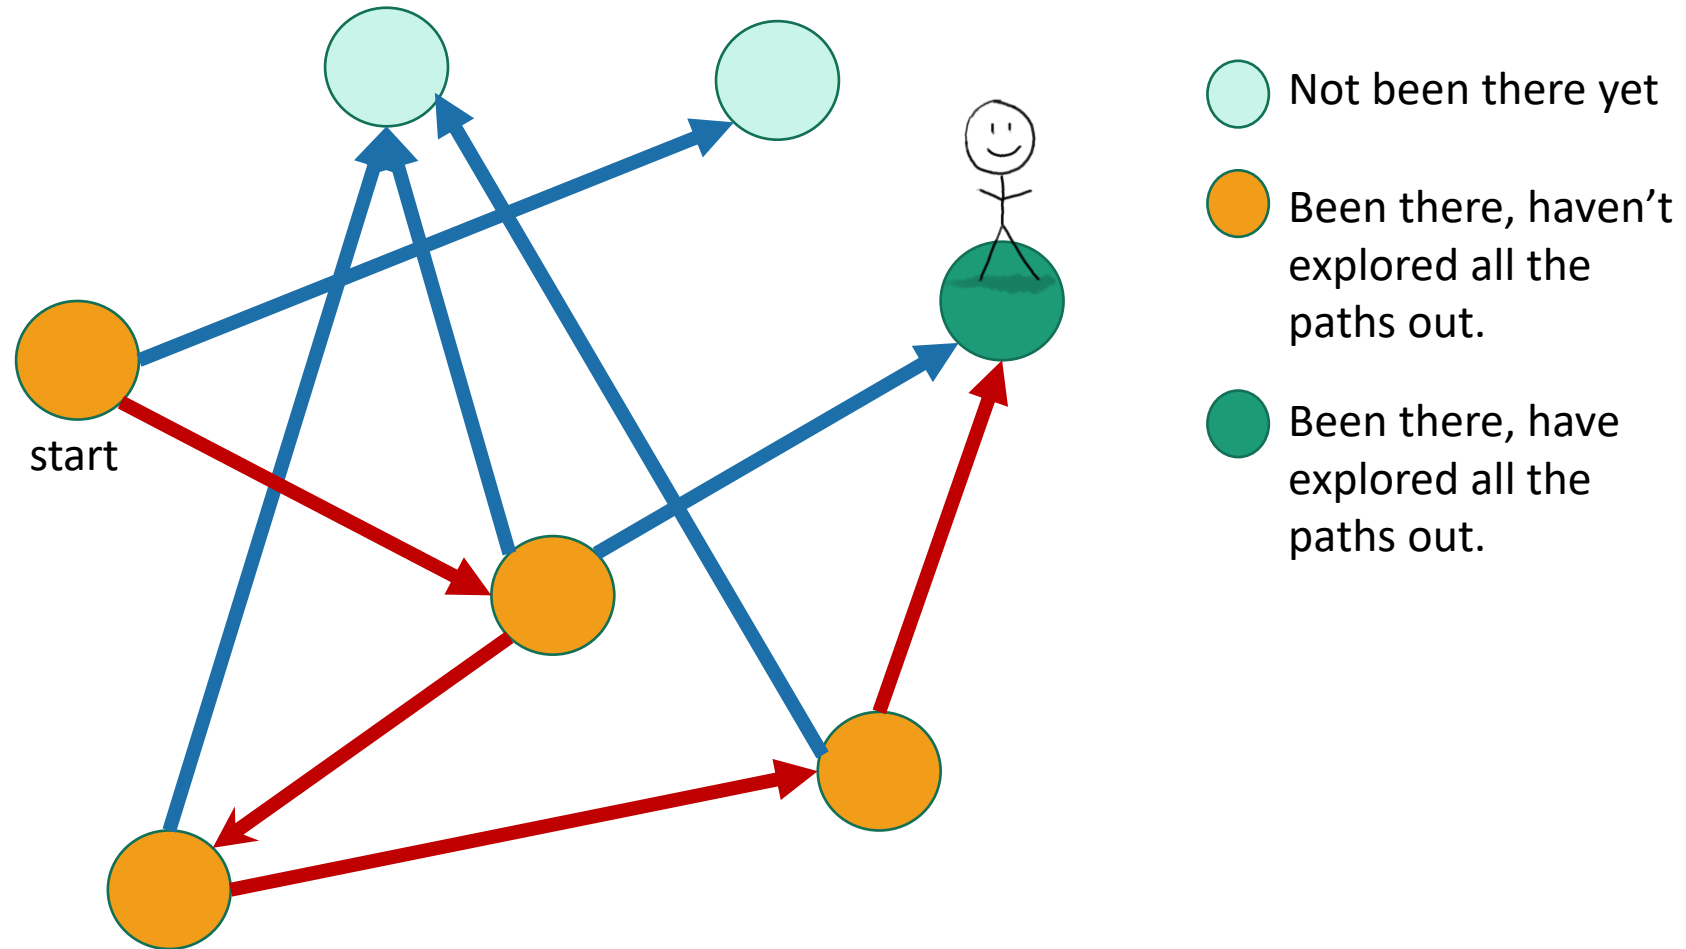 Not been there yet
Been there, haven’t
explored all the
paths out.
start
Been there, have
explored all the
paths out.